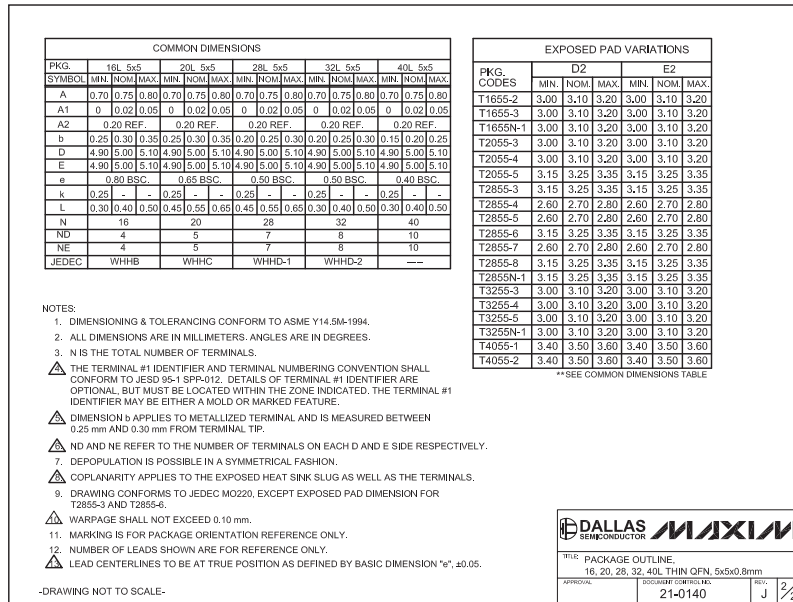 COMMON DIMENSIONS
PKG. 16L 5x5 20L 5x5 28L 5x5 32L 5x5 40L 5x5
SYMBOL MIN. NOM. MAX. MIN. NOM. MAX. MIN. NOM. MAX. MIN. NOM. MAX. MIN. NOM. MAX.
A 0.70 0.75 0.80 0.70 0.75 0.80 0.70 0.75 0.80 0.70 0.75 0.80 0.70 0.75 0.80
A1 0 0.02 0.05 0 0.02 0.05 0 0.02 0.05 0 0.02 0.05 0 0.02 0.05
A2 0.20 REF. 0.20 REF. 0.20 REF. 0.20 REF. 0.20 REF.
b 0.25 0.30 0.35 0.25 0.30 0.35 0.20 0.25 0.30 0.20 0.25 0.30 0.15 0.20 0.25
D 4.90 5.00 5.10 4.90 5.00 5.10 4.90 5.00 5.10 4.90 5.00 5.10 4.90 5.00 5.10
E 4.90 5.00 5.10 4.90 5.00 5.10 4.90 5.00 5.10 4.90 5.00 5.10 4.90 5.00 5.10
e 0.80 BSC. 0.65 BSC. 0.50 BSC. 0.50 BSC. 0.40 BSC.
k 0.25 - - 0.25 - - 0.25 - - 0.25 - - 0.25 - -
L 0.30 0.40 0.50 0.45 0.55 0.65 0.45 0.55 0.65 0.30 0.40 0.50 0.30 0.40 0.50
N 16 20 28 32 40
ND 4 5 7 8 10
NE 4 5 7 8 10
JEDEC WHHB WHHC WHHD-1 WHHD-2 ----
EXPOSED PAD VARIATIONS
PKG. CODES D2 E2
MIN. NOM. MAX. MIN. NOM. MAX.
T1655-2 3.00 3.10 3.20 3.00 3.10 3.20
T1655-3 3.00 3.10 3.20 3.00 3.10 3.20
T1655N-1 3.00 3.10 3.20 3.00 3.10 3.20
T2055-3 3.00 3.10 3.20 3.00 3.10 3.20
T2055-4 3.00 3.10 3.20 3.00 3.10 3.20
T2055-5 3.15 3.25 3.35 3.15 3.25 3.35
T2855-3 3.15 3.25 3.35 3.15 3.25 3.35
T2855-4 2.60 2.70 2.80 2.60 2.70 2.80
T2855-5 2.60 2.70 2.80 2.60 2.70 2.80
T2855-6 3.15 3.25 3.35 3.15 3.25 3.35
T2855-7 2.60 2.70 2.80 2.60 2.70 2.80
T2855-8 3.15 3.25 3.35 3.15 3.25 3.35
T2855N-1 3.15 3.25 3.35 3.15 3.25 3.35
T3255-3 3.00 3.10 3.20 3.00 3.10 3.20
T3255-4 3.00 3.10 3.20 3.00 3.10 3.20
T3255-5 3.00 3.10 3.20 3.00 3.10 3.20
T3255N-1 3.00 3.10 3.20 3.00 3.10 3.20
T4055-1 3.40 3.50 3.60 3.40 3.50 3.60
T4055-2 3.40 3.50 3.60 3.40 3.50 3.60
**SEE COMMON DIMENSIONS TABLE
NOTES:
1. DIMENSIONING & TOLERANCING CONFORM TO ASME Y14.5M-1994.
2. ALL DIMENSIONS ARE IN MILLIMETERS. ANGLES ARE IN DEGREES.
3. N IS THE TOTAL NUMBER OF TERMINALS.
4. THE TERMINAL #1 IDENTIFIER AND TERMINAL NUMBERING CONVENTION SHALL
CONFORM TO JESD 95-1 SPP-012. DETAILS OF TERMINAL #1 IDENTIFIER ARE
OPTIONAL, BUT MUST BE LOCATED WITHIN THE ZONE INDICATED. THE TERMINAL #1
IDENTIFIER MAY BE EITHER A MOLD OR MARKED FEATURE.
5. DIMENSION b APPLIES TO METALLIZED TERMINAL AND IS MEASURED BETWEEN
0.25 mm AND 0.30 mm FROM TERMINAL TIP.
6. ND AND NE REFER TO THE NUMBER OF TERMINALS ON EACH D AND E SIDE RESPECTIVELY.
7. DEPOPULATION IS POSSIBLE IN A SYMMETRICAL FASHION.
8. COPLANARITY APPLIES TO THE EXPOSED HEAT SINK SLUG AS WELL AS THE TERMINALS.
9. DRAWING CONFORMS TO JEDEC MO220, EXCEPT EXPOSED PAD DIMENSION FOR
T2855-3 AND T2855-6.
10. WARPAGE SHALL NOT EXCEED 0.10 mm.
11. MARKING IS FOR PACKAGE ORIENTATION REFERENCE ONLY.
12. NUMBER OF LEADS SHOWN ARE FOR REFERENCE ONLY.
13. LEAD CENTERLINES TO BE AT TRUE POSITION AS DEFINED BY BASIC DIMENSION "e", ±0.05.
-DRAWING NOT TO SCALE-
DALLAS SEMICONDUCTOR MAXIM
TITLE: PACKAGE OUTLINE,
16, 20, 28, 32, 40L THIN QFN, 5x5x0.8mm
APPROVAL DOCUMENT CONTROL NO. REV.
21-0140 J 2/2